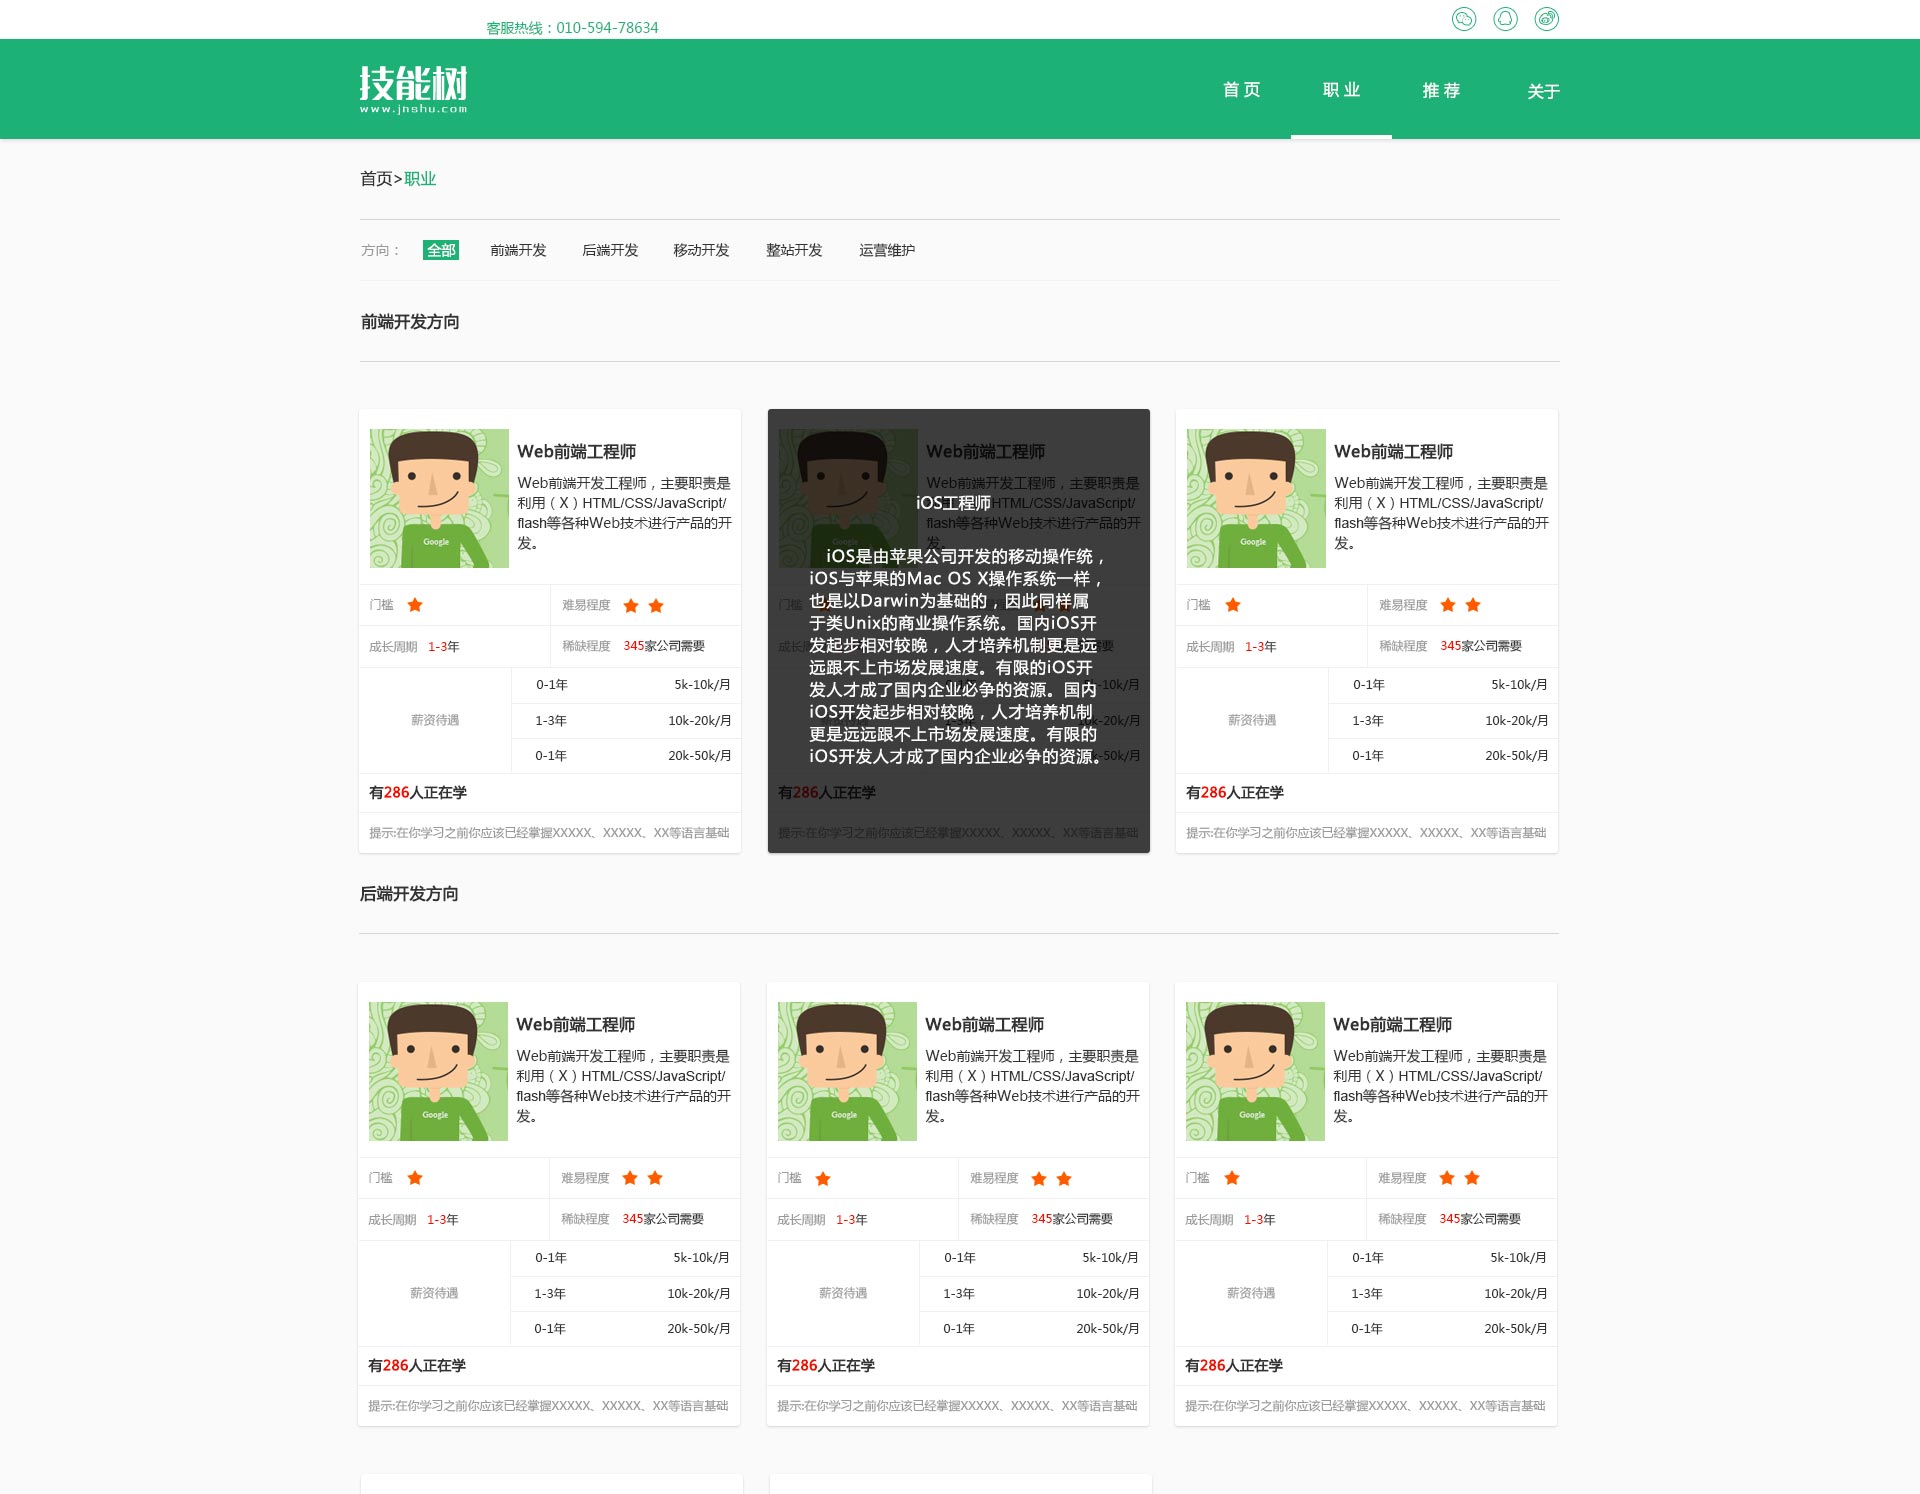 客服热线：010-594-78634
技能树
www.jnshu.com
首 页
职 业
推 荐
关于
首页>职业
方向：
全部
前端开发
后端开发
移动开发
整站开发
运营维护
前端开发方向
Google
Web前端工程师
Web前端开发工程师，主要职责是
利用（X）HTML/CSS/JavaScript/
flash等各种Web技术进行产品的开
发。
门槛
难易程度
成长周期 1-3年
稀缺程度 345家公司需要
薪资待遇
0-1年 5k-10k/月
1-3年 10k-20k/月
0-1年 20k-50k/月
有286人正在学
提示:在你学习之前你应该已经掌握XXXXX、XXXXX、XX等语言基础
Web前端工程师
Web前端开发工程师，主要职责是
iOS工程师
HTML/CSS/JavaScript/
flash等各种Web技术进行产品的开
发。
iOS是由苹果公司开发的移动操作统，
iOS与苹果的Mac OS X操作系统一样，
也是以Darwin为基础的，因此同样属
于类Unix的商业操作系统。国内iOS开
发起步相对较晚，人才培养机制更是远
远跟不上市场发展速度。有限的iOS开
发人才成了国内企业必争的资源。国内
iOS开发起步相对较晚，人才培养机制
更是远远跟不上市场发展速度。有限的
iOS开发人才成了国内企业必争的资源。
门槛
有286人正在学
提示:在你学习之前你应该已经掌握XXXXX、XXXXX、XX等语言基础
Google
Web前端工程师
Web前端开发工程师，主要职责是
利用（X）HTML/CSS/JavaScript/
flash等各种Web技术进行产品的开
发。
门槛
难易程度
成长周期 1-3年
稀缺程度 345家公司需要
薪资待遇
0-1年 5k-10k/月
1-3年 10k-20k/月
0-1年 20k-50k/月
有286人正在学
提示:在你学习之前你应该已经掌握XXXXX、XXXXX、XX等语言基础
后端开发方向
Google
Web前端工程师
Web前端开发工程师，主要职责是
利用（X）HTML/CSS/JavaScript/
flash等各种Web技术进行产品的开
发。
门槛
难易程度
成长周期 1-3年
稀缺程度 345家公司需要
薪资待遇
0-1年 5k-10k/月
1-3年 10k-20k/月
0-1年 20k-50k/月
有286人正在学
提示:在你学习之前你应该已经掌握XXXXX、XXXXX、XX等语言基础
Google
Web前端工程师
Web前端开发工程师，主要职责是
利用（X）HTML/CSS/JavaScript/
flash等各种Web技术进行产品的开
发。
门槛
难易程度
成长周期 1-3年
稀缺程度 345家公司需要
薪资待遇
0-1年 5k-10k/月
1-3年 10k-20k/月
0-1年 20k-50k/月
有286人正在学
提示:在你学习之前你应该已经掌握XXXXX、XXXXX、XX等语言基础
Google
Web前端工程师
Web前端开发工程师，主要职责是
利用（X）HTML/CSS/JavaScript/
flash等各种Web技术进行产品的开
发。
门槛
难易程度
成长周期 1-3年
稀缺程度 345家公司需要
薪资待遇
0-1年 5k-10k/月
1-3年 10k-20k/月
0-1年 20k-50k/月
有286人正在学
提示:在你学习之前你应该已经掌握XXXXX、XXXXX、XX等语言基础